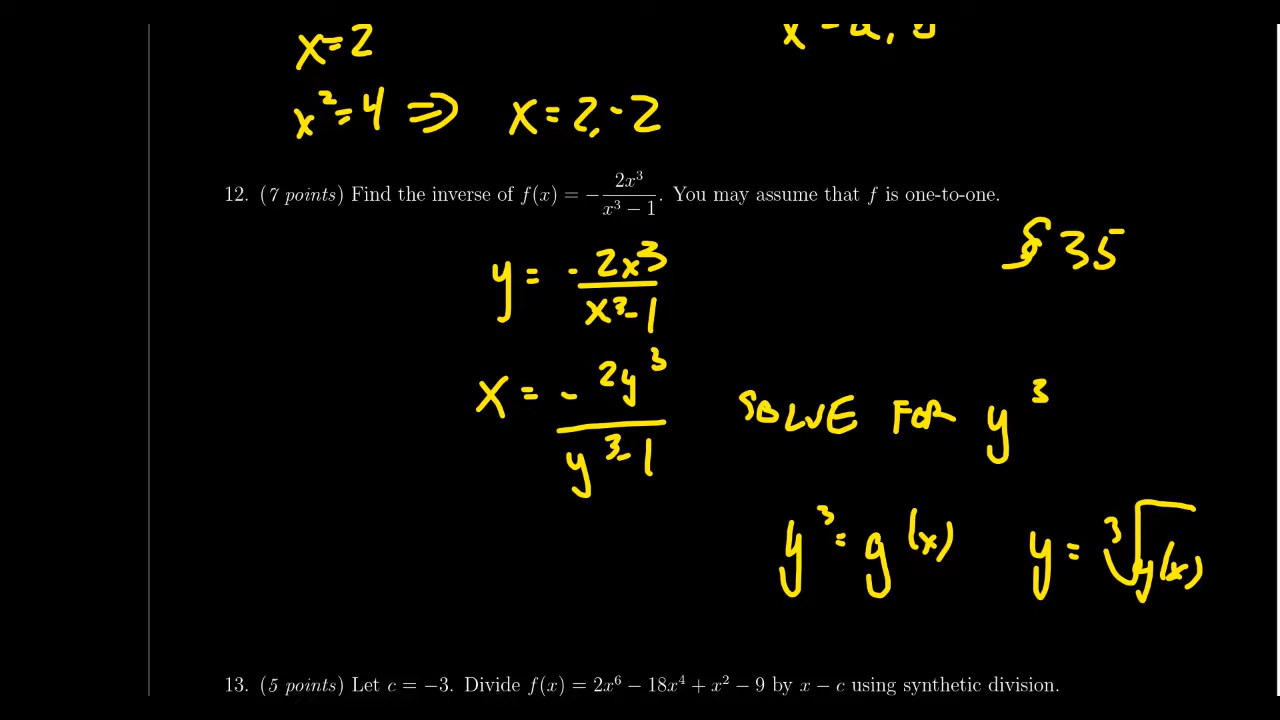 x=2
x² = 4 ⇒ x = 2, -2
12. (7 points) Find the inverse of f(x) = −2x³/(x³ − 1). You may assume that f is one-to-one.
§ 35
y = -2x³/(x³-1)
x = -2y³/(y³-1) SOLVE FOR y³
y³ = g(x) y = ³√g(x)
13. (5 points) Let c = −3. Divide f(x) = 2x⁶ − 18x⁴ + x² − 9 by x − c using synthetic division.